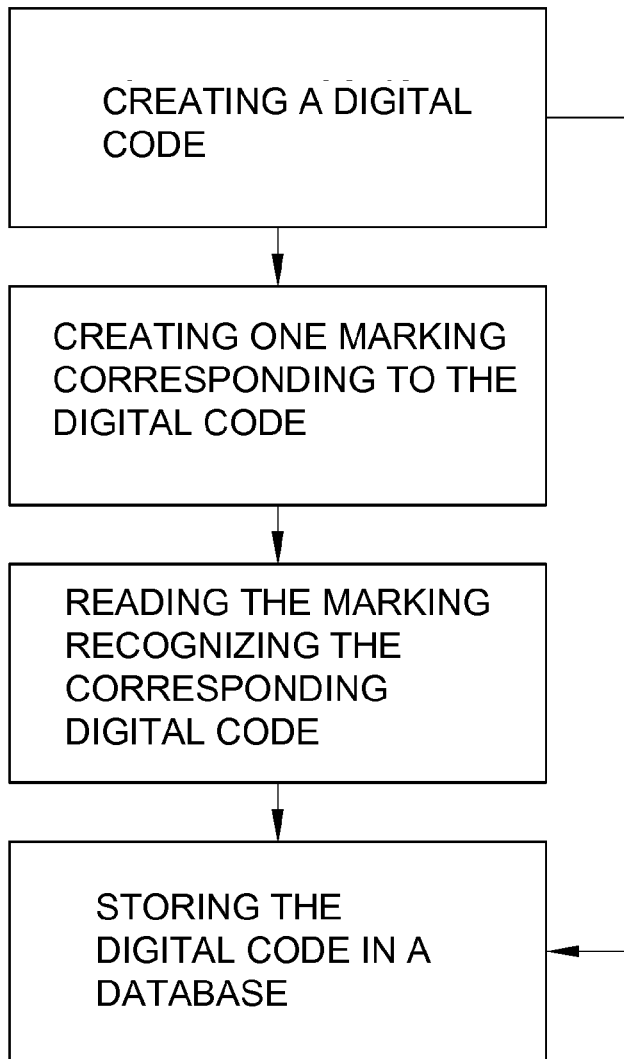 CREATING A DIGITAL
CODE
CREATING ONE MARKING
CORRESPONDING TO THE
DIGITAL CODE
READING THE MARKING
RECOGNIZING THE
CORRESPONDING
DIGITAL CODE
STORING THE
DIGITAL CODE IN A
DATABASE